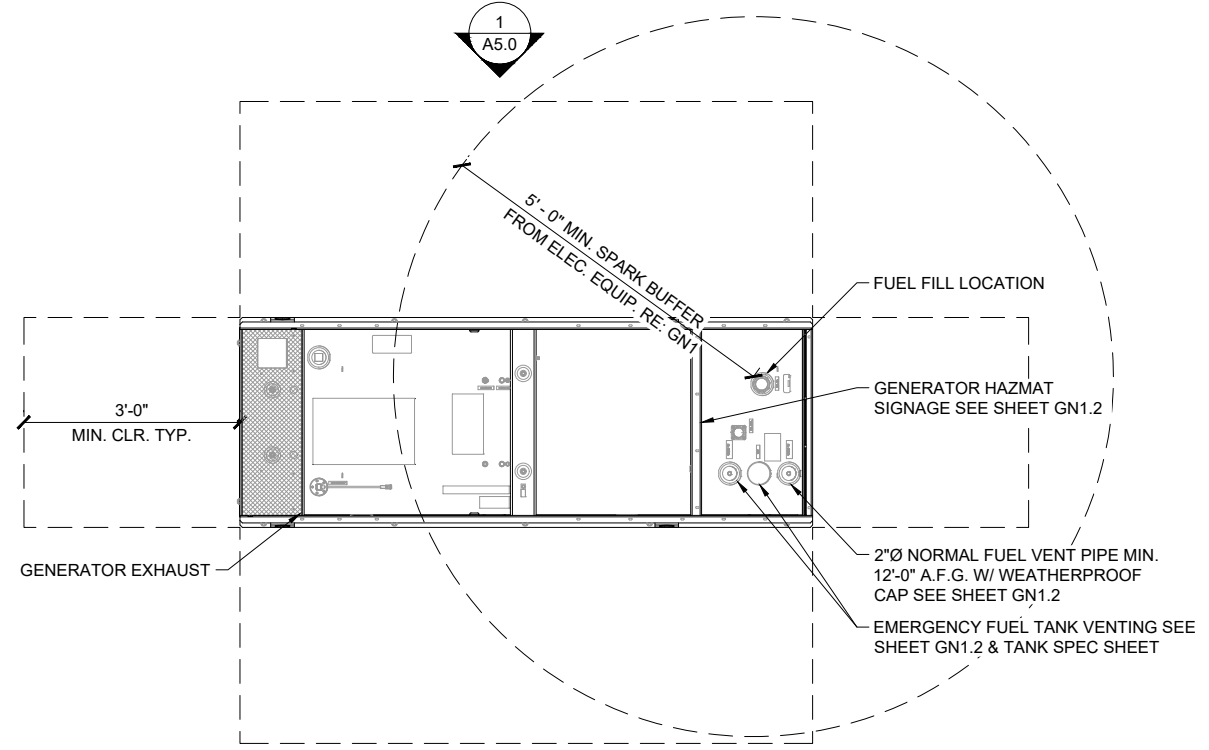 1
A5.0
5' - 0" MIN. SPARK BUFFER
FROM ELEC. EQUIP. RE: GN1
FUEL FILL LOCATION
GENERATOR HAZMAT
SIGNAGE SEE SHEET GN1.2
3'-0"
MIN. CLR. TYP.
GENERATOR EXHAUST
2"Ø NORMAL FUEL VENT PIPE MIN.
12'-0" A.F.G. W/ WEATHERPROOF
CAP SEE SHEET GN1.2
EMERGENCY FUEL TANK VENTING SEE
SHEET GN1.2 & TANK SPEC SHEET